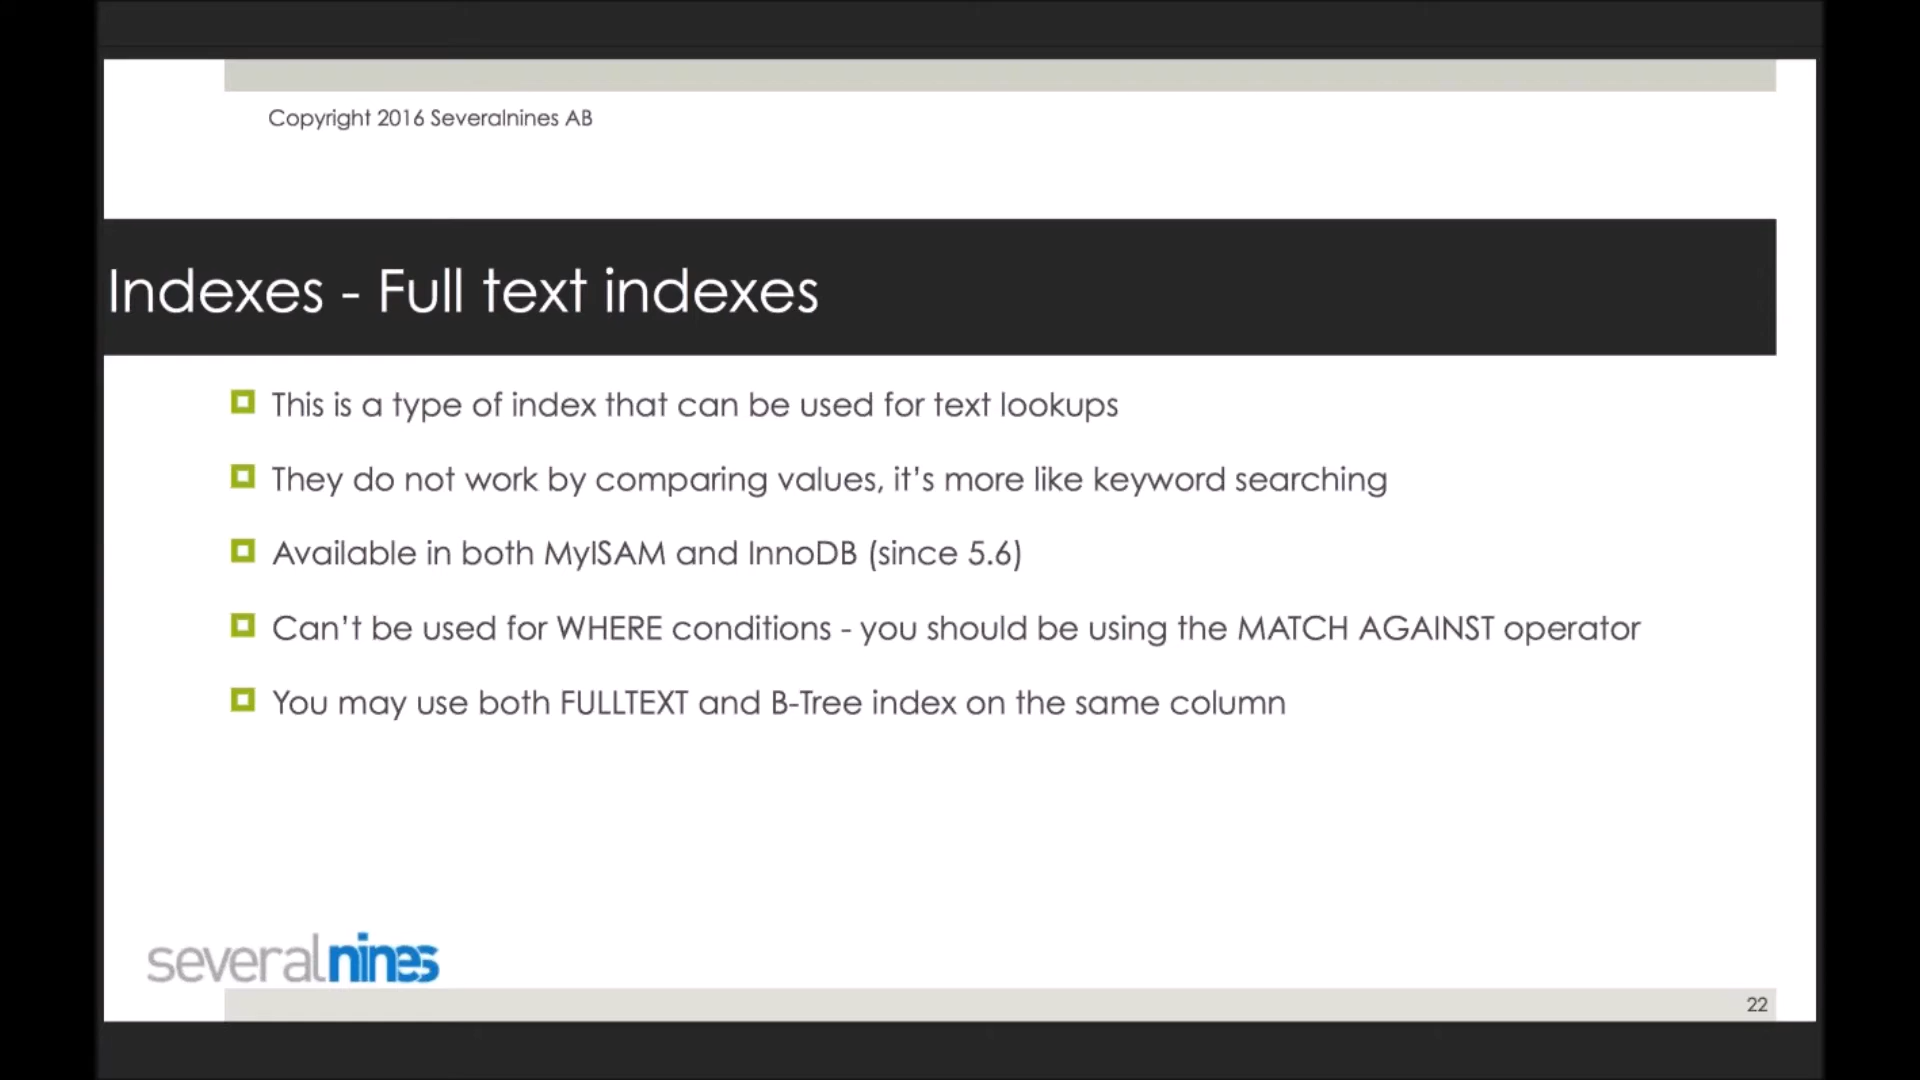 Copyright 2016 Severalnines AB
Indexes - Full text indexes
This is a type of index that can be used for text lookups
They do not work by comparing values, it's more like keyword searching
Available in both MyISAM and InnoDB (since 5.6)
Can't be used for WHERE conditions - you should be using the MATCH AGAINST operator
You may use both FULLTEXT and B-Tree index on the same column
severalnines
22